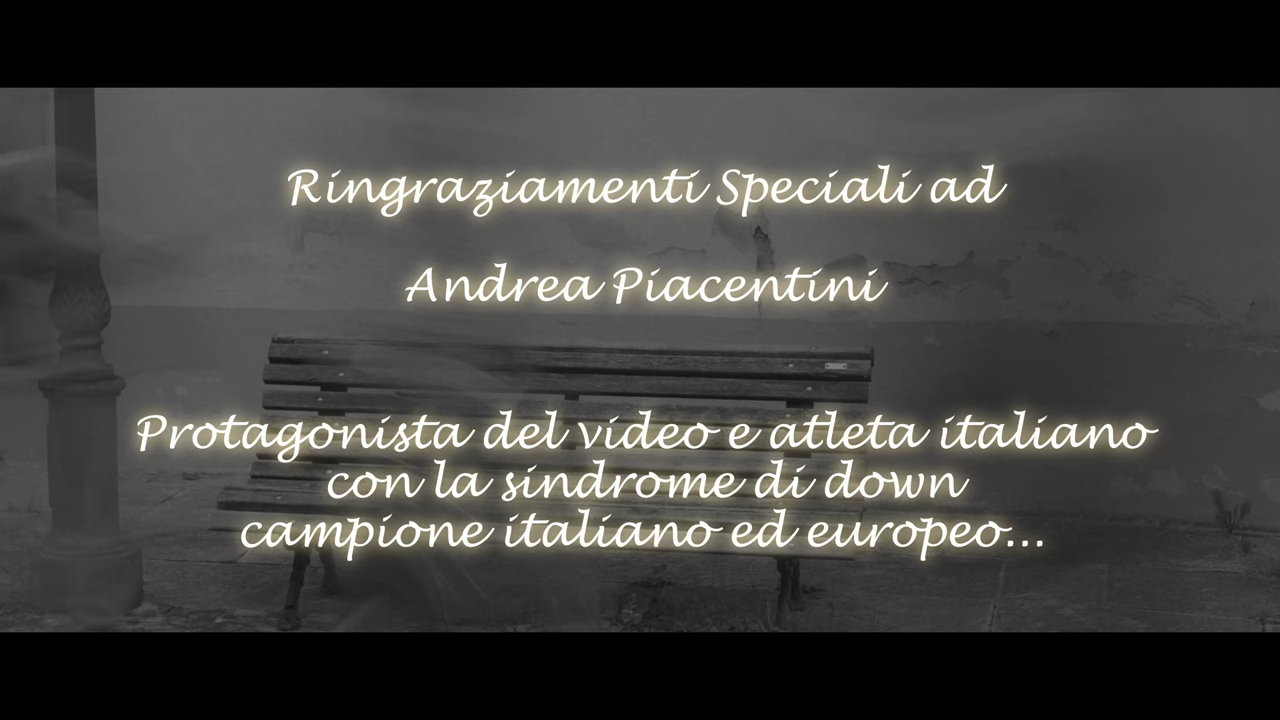 Ringraziamenti Speciali ad
Andrea Piacentini
Protagonista del video e atleta italiano
con la sindrome di down
campione italiano ed europeo...